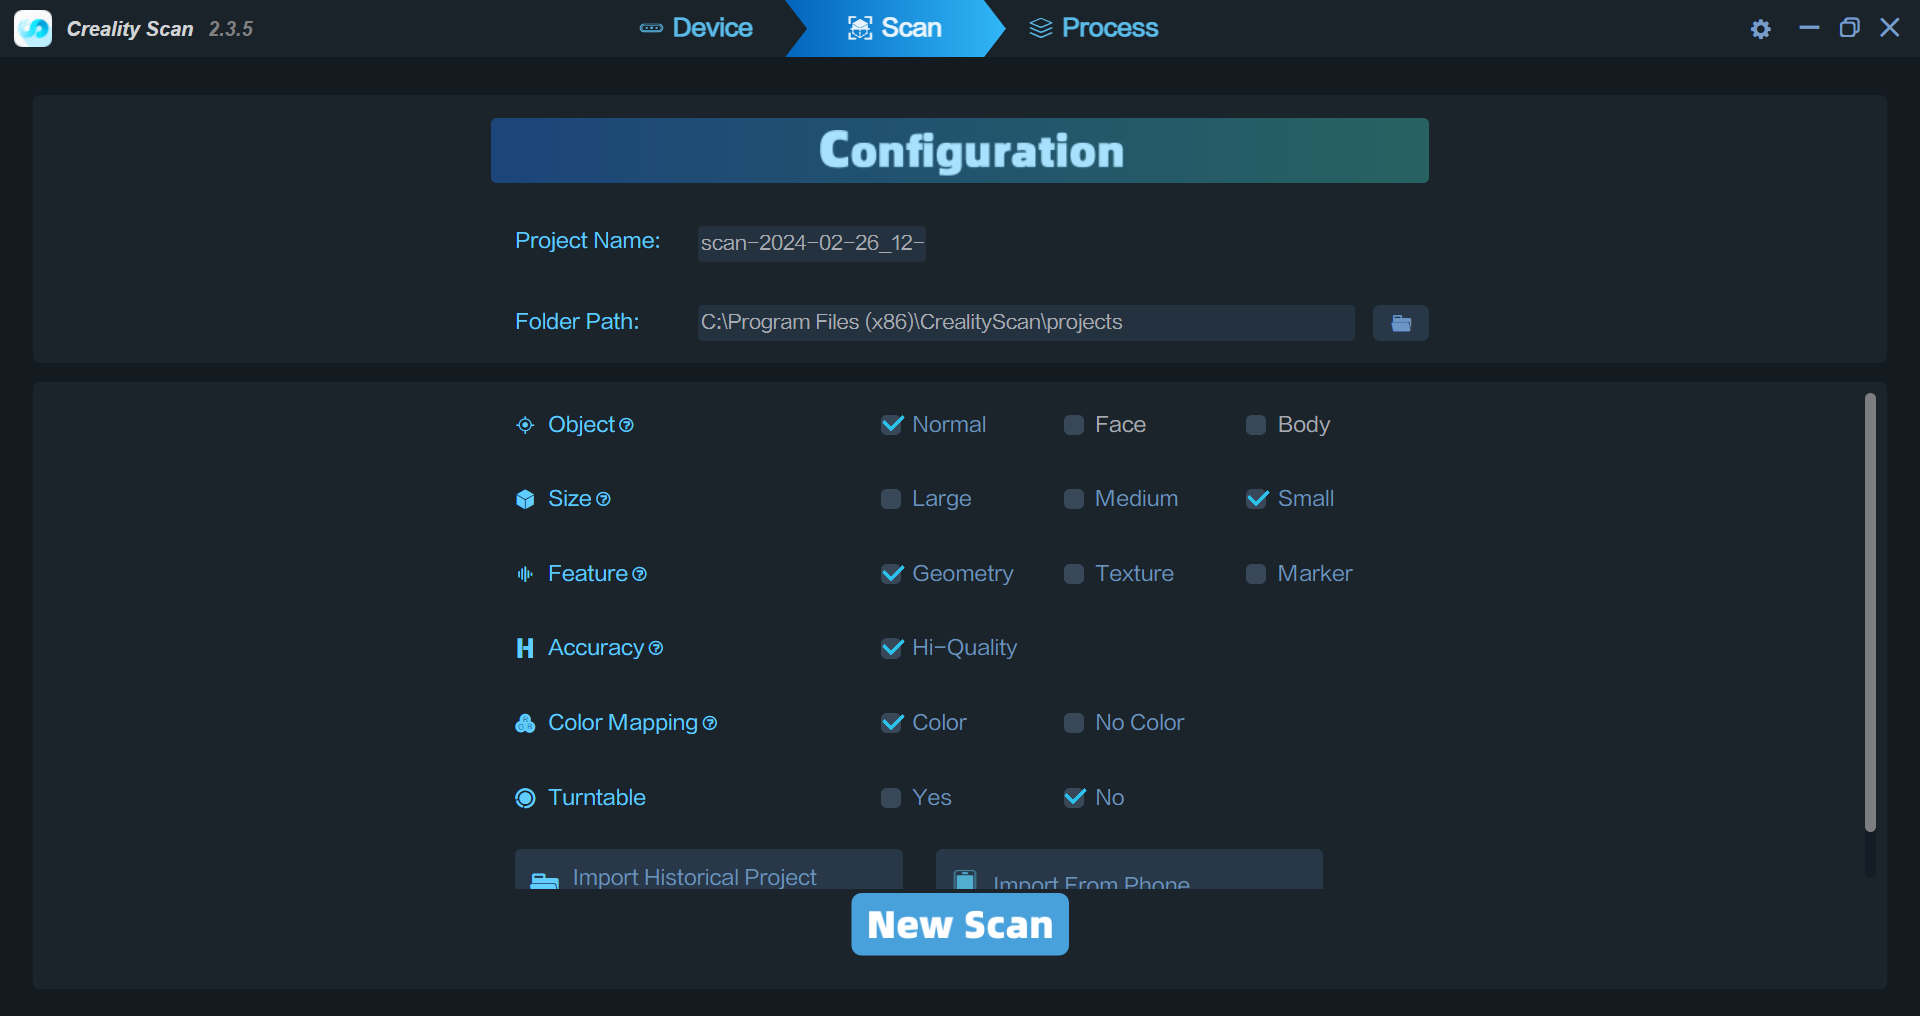 Creality Scan 2.3.5
Device
Scan
Process
Configuration
Project Name: scan-2024-02-26_12-
Folder Path: C:\Program Files (x86)\CrealityScan\projects
Object Normal Face Body
Size Large Medium Small
Feature Geometry Texture Marker
Accuracy Hi-Quality
Color Mapping Color No Color
Turntable Yes No
Import Historical Project
Import From Phone
New Scan